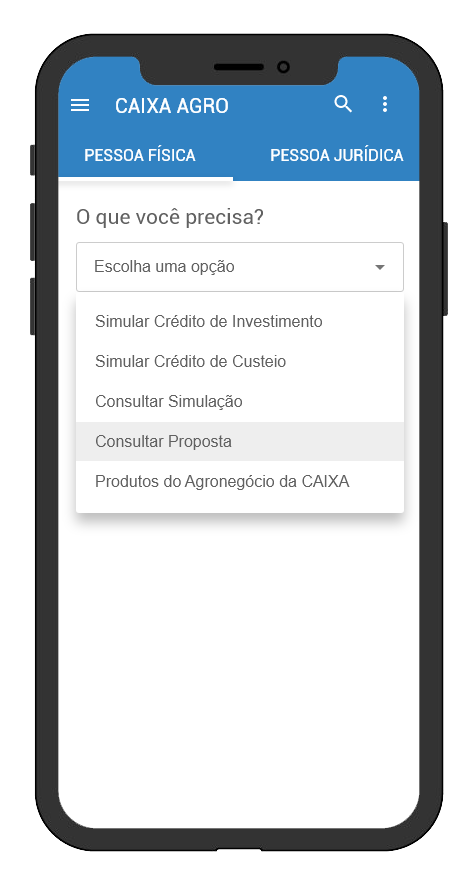 CAIXA AGRO
PESSOA FÍSICA PESSOA JURÍDICA
O que você precisa?
Escolha uma opção
Simular Crédito de Investimento
Simular Crédito de Custeio
Consultar Simulação
Consultar Proposta
Produtos do Agronegócio da CAIXA